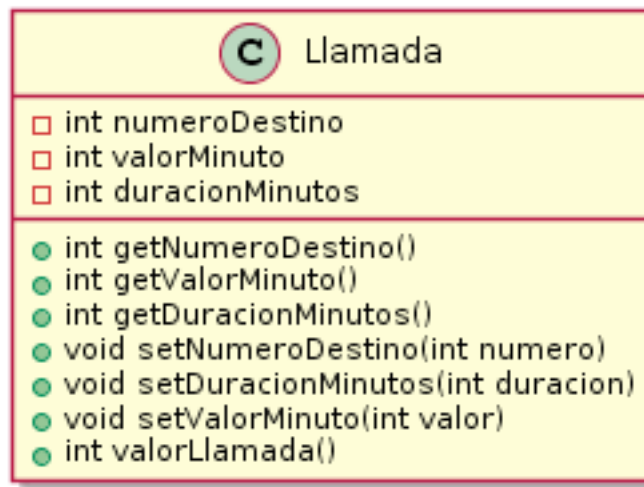 C Llamada
int numeroDestino
int valorMinuto
int duracionMinutos
int getNumeroDestino()
int getValorMinuto()
int getDuracionMinutos()
void setNumeroDestino(int numero)
void setDuracionMinutos(int duracion)
void setValorMinuto(int valor)
int valorLlamada()